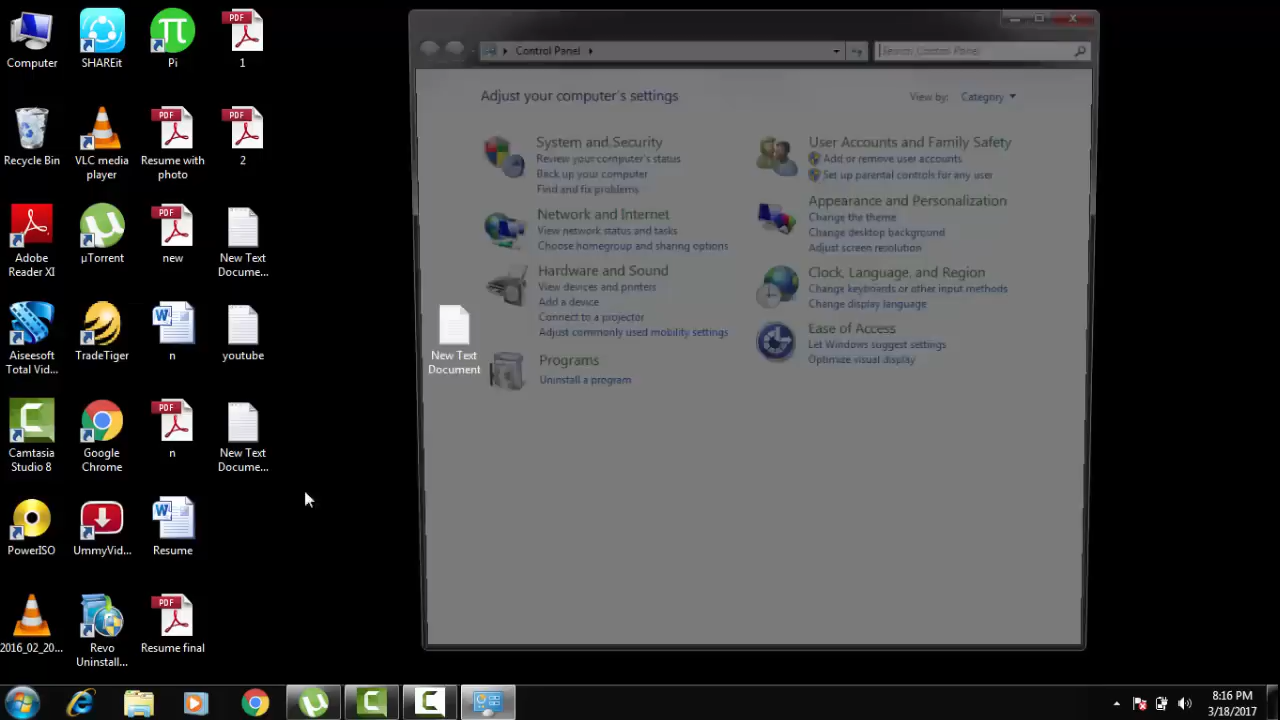 Computer
SHAREit
Pi
1
Recycle Bin
VLC media
player
Resume with
photo
2
Adobe
Reader XI
µTorrent
new
New Text
Docume...
Aiseesoft
Total Vid...
TradeTiger
n
youtube
Camtasia
Studio 8
Google
Chrome
n
New Text
Docume...
PowerISO
UmmyVid...
Resume
2016_02_20...
Revo
Uninstall...
Resume final
PDF
PDF
PDF
PDF
PDF
PDF
New Text
Document
Control Panel
Search Control Panel
Adjust your computer's settings
View by: Category
System and Security
Review your computer's status
Back up your computer
Find and fix problems
Network and Internet
View network status and tasks
Choose homegroup and sharing options
Hardware and Sound
View devices and printers
Add a device
Connect to a projector
Adjust commonly used mobility settings
Programs
Uninstall a program
User Accounts and Family Safety
Add or remove user accounts
Set up parental controls for any user
Appearance and Personalization
Change the theme
Change desktop background
Adjust screen resolution
Clock, Language, and Region
Change keyboards or other input methods
Change display language
Ease of Access
Let Windows suggest settings
Optimize visual display
8:16 PM
3/18/2017